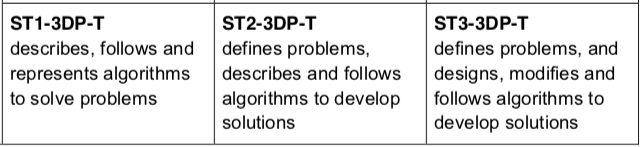 ST1-3DP-T
describes, follows and
represents algorithms
to solve problems
ST2-3DP-T
defines problems,
describes and follows
algorithms to develop
solutions
ST3-3DP-T
defines problems, and
designs, modifies and
follows algorithms to
develop solutions